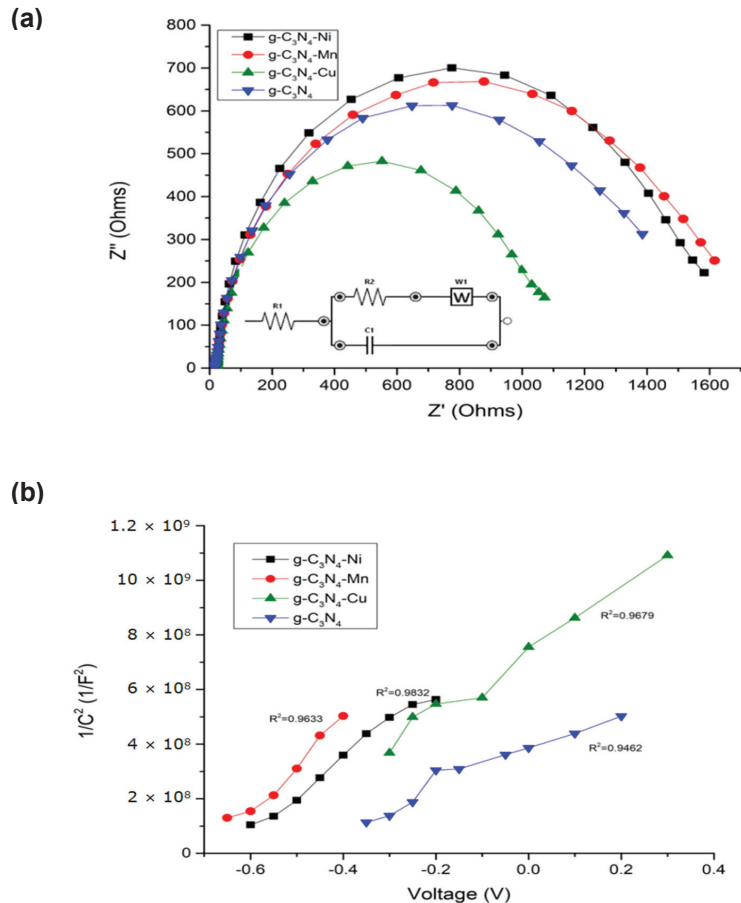 (a)
g-C₃N₄-Ni
g-C₃N₄-Mn
g-C₃N₄-Cu
g-C₃N₄
800
700
600
500
400
300
200
100
0
Z" (Ohms)
R1
R2
W1
W
C1
0 200 400 600 800 1000 1200 1400 1600
Z' (Ohms)
(b)
1.2 × 10⁹
10 × 10⁹
8 × 10⁸
6 × 10⁸
4 × 10⁸
2 × 10⁸
0
1/C² (1/F²)
g-C₃N₄-Ni
g-C₃N₄-Mn
g-C₃N₄-Cu
g-C₃N₄
R²=0.9679
R²=0.9832
R²=0.9633
R²=0.9462
-0.6 -0.4 -0.2 0.0 0.2 0.4
Voltage (V)